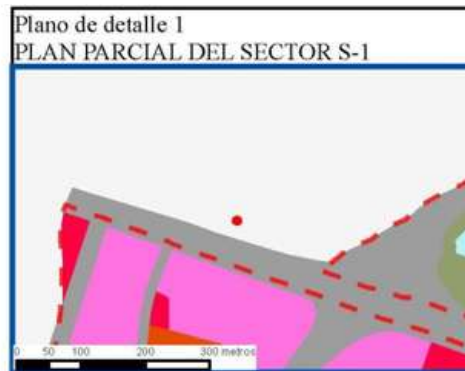 Plano de detalle 1
PLAN PARCIAL DEL SECTOR S-1
0 50 100 200 300 metros